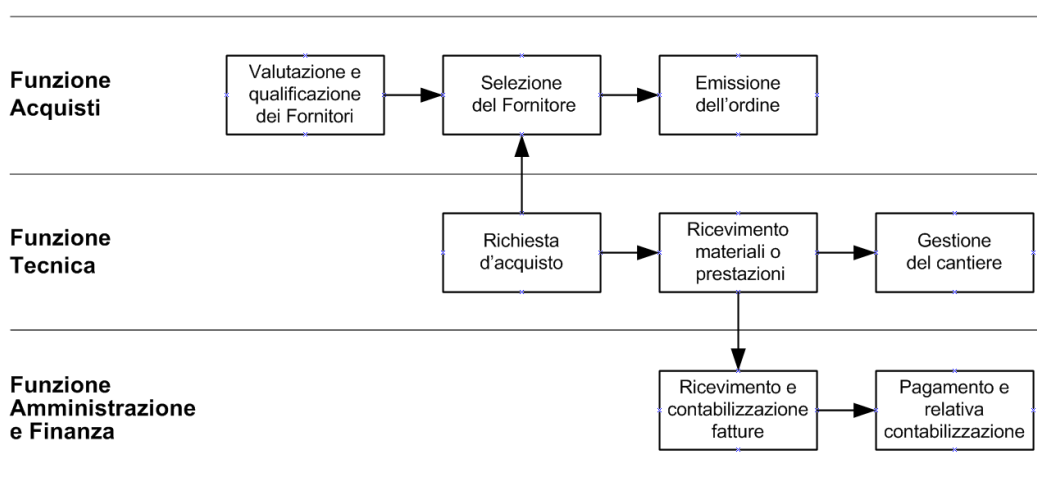 Funzione
Acquisti
Valutazione e
qualificazione
dei Fornitori
Selezione
del Fornitore
Emissione
dell'ordine
Funzione
Tecnica
Richiesta
d'acquisto
Ricevimento
materiali o
prestazioni
Gestione
del cantiere
Funzione
Amministrazione
e Finanza
Ricevimento e
contabilizzazione
fatture
Pagamento e
relativa
contabilizzazione